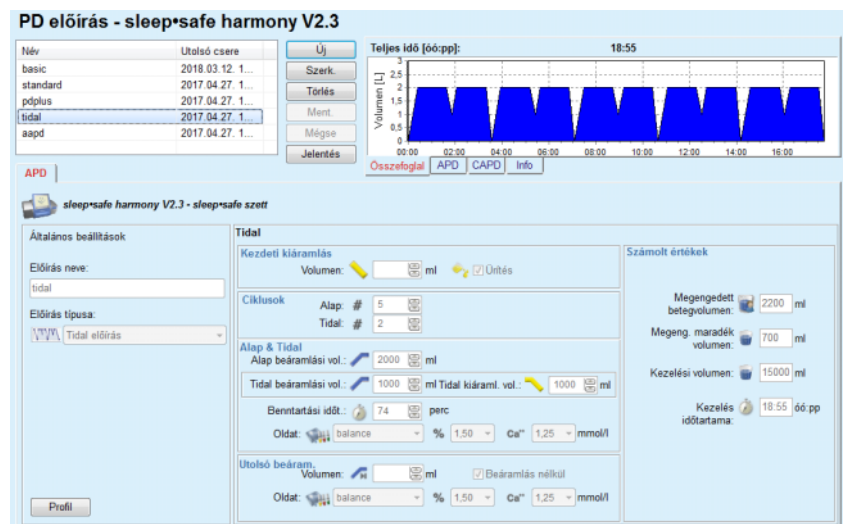 PD előírás - sleep•safe harmony V2.3
Név Utolsó csere
basic 2018.03.12. 1...
standard 2017.04.27. 1...
pdplus 2017.04.27. 1...
tidal 2017.04.27. 1...
aapd 2017.04.27. 1...
Új
Szerk.
Törlés
Ment.
Mégse
Jelentés
Teljes idő [óó:pp]: 18:55
Volumen [L]
3
2,5
2
1,5
1
0,5
0
00:00 02:00 04:00 06:00 08:00 10:00 12:00 14:00 16:00
Összefoglal APD CAPD Info
APD
sleep•safe harmony V2.3 - sleep•safe szett
Általános beállítások
Előírás neve:
tidal
Előírás típusa:
Tidal előírás
Profil
Tidal
Kezdeti kiáramlás
Volumen: ml Ürítés
Ciklusok
Alap: # 5
Tidal: # 2
Alap & Tidal
Alap beáramlási vol.: 2000 ml
Tidal beáramlási vol.: 1000 ml Tidal kiáraml. vol.: 1000 ml
Benntartási időt.: 74 perc
Oldat: balance % 1,50 Ca⁺⁺ 1,25 mmol/l
Utolsó beáram.
Volumen: ml Beáramlás nélkül
Oldat: balance % 1,50 Ca⁺⁺ 1,25 mmol/l
Számolt értékek
Megengedett
betegvolumen: 2200 ml
Megeng. maradék
volumen: 700 ml
Kezelési volumen: 15000 ml
Kezelés
időtartama: 18:55 óó:pp